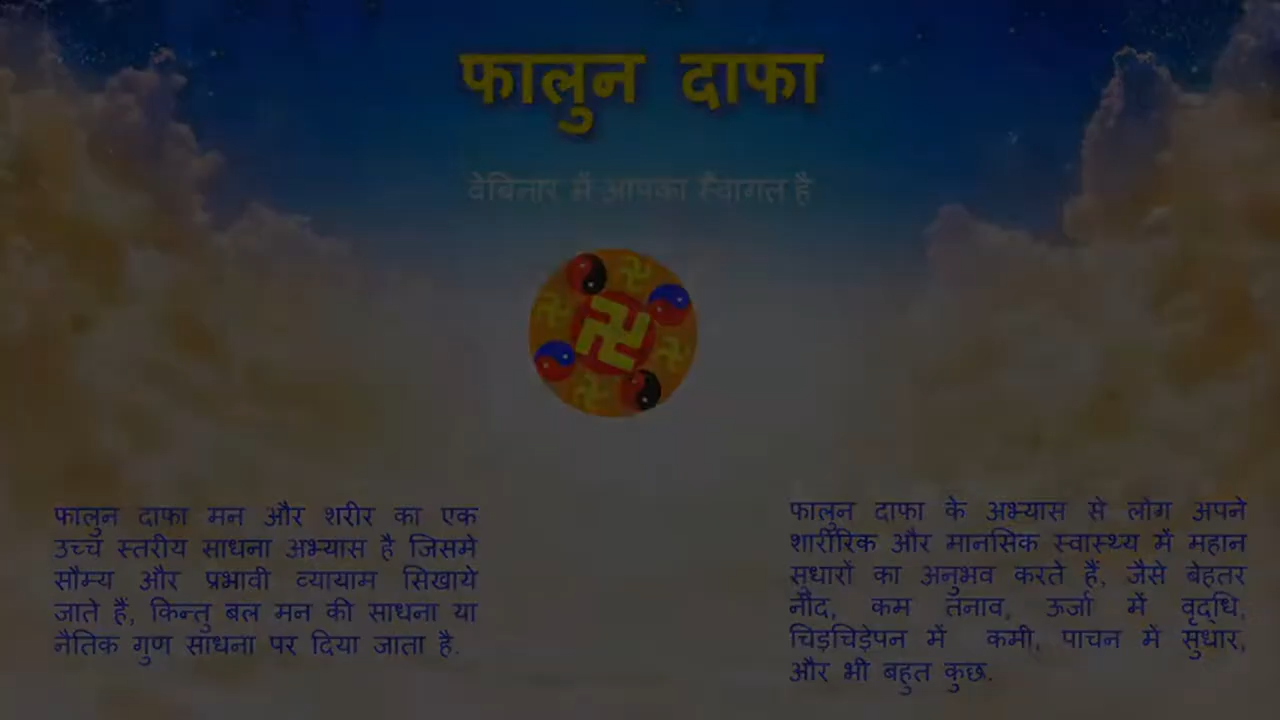 फालुन दाफा
वेबिनार में आपका स्वागत है
फालुन दाफा मन और शरीर का एक
उच्च स्तरीय साधना अभ्यास है जिसमे
सौम्य और प्रभावी व्यायाम सिखाये
जाते हैं, किन्तु बल मन की साधना या
नैतिक गुण साधना पर दिया जाता है.
फालुन दाफा के अभ्यास से लोग अपने
शारीरिक और मानसिक स्वास्थ्य में महान
सुधारों का अनुभव करते हैं, जैसे बेहतर
नींद, कम तनाव, ऊर्जा में वृद्धि,
चिड़चिड़ेपन में कमी, पाचन में सुधार,
और भी बहुत कुछ.